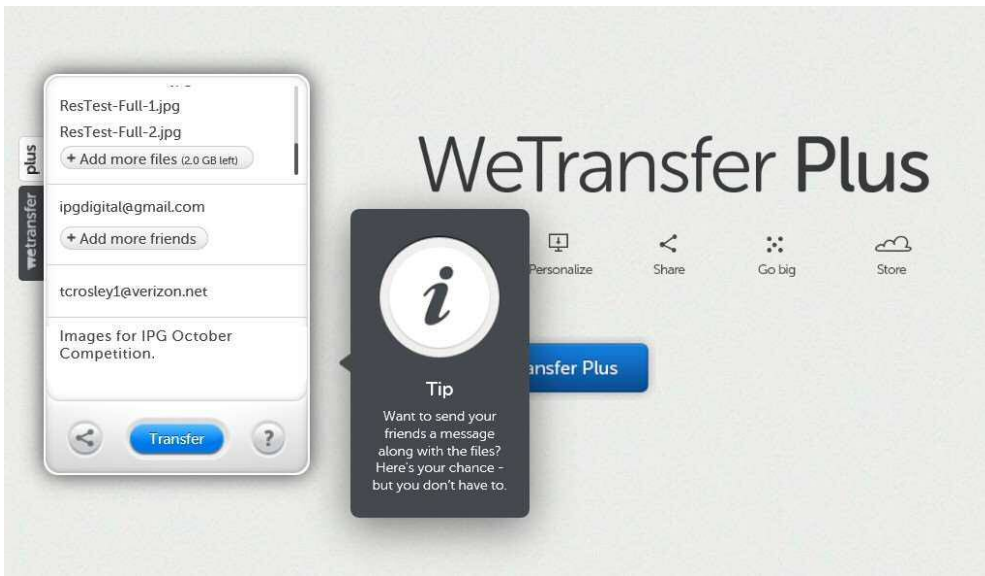 ResTest-Full-1.jpg
ResTest-Full-2.jpg
+ Add more files (2.0 GB left)
ipgdigital@gmail.com
+ Add more friends
tcrosley1@verizon.net
Images for IPG October
Competition.
Transfer
?
plus
wetransfer
WeTransfer Plus
Personalize
Share
Go big
Store
ansfer Plus
i
Tip
Want to send your
friends a message
along with the files?
Here's your chance -
but you don't have to.